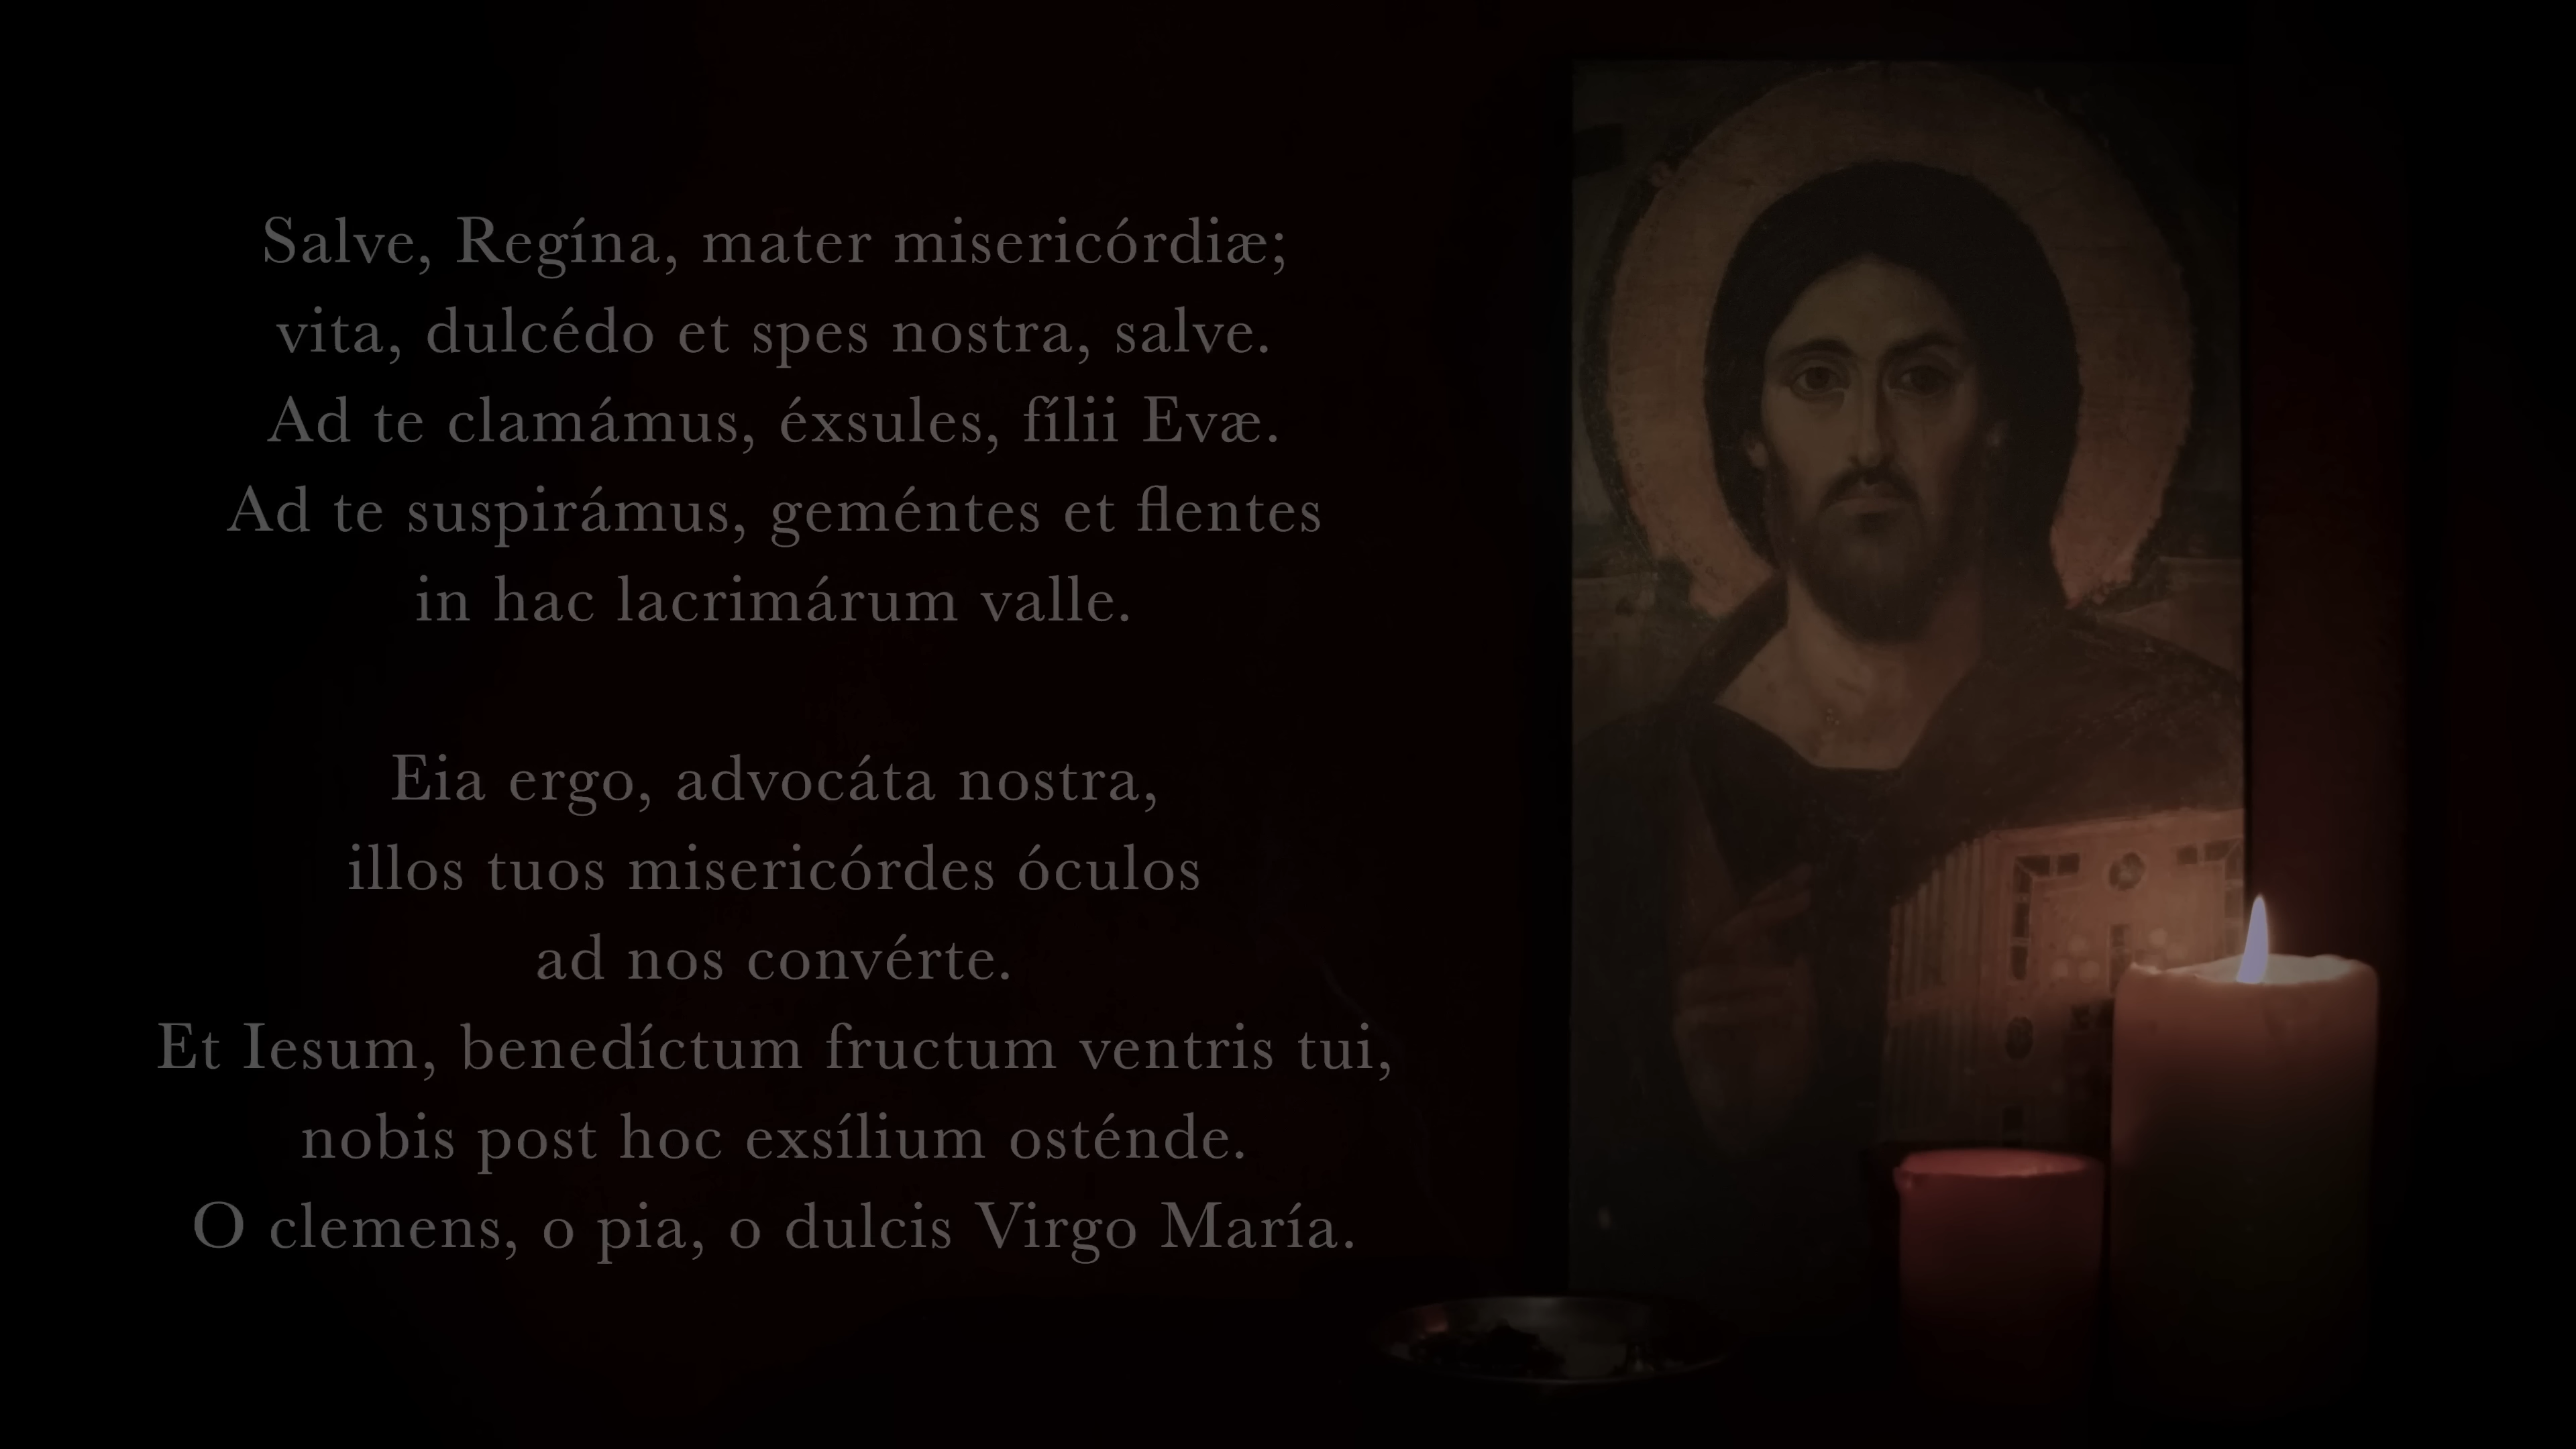 Salve, Regína, mater misericórdiæ;
vita, dulcédo et spes nostra, salve.
Ad te clamámus, éxsules, fílii Evæ.
Ad te suspirámus, geméntes et flentes
in hac lacrimárum valle.
Eia ergo, advocáta nostra,
illos tuos misericórdes óculos
ad nos convérte.
Et Iesum, benedíctum fructum ventris tui,
nobis post hoc exsílium osténde.
O clemens, o pia, o dulcis Virgo María.